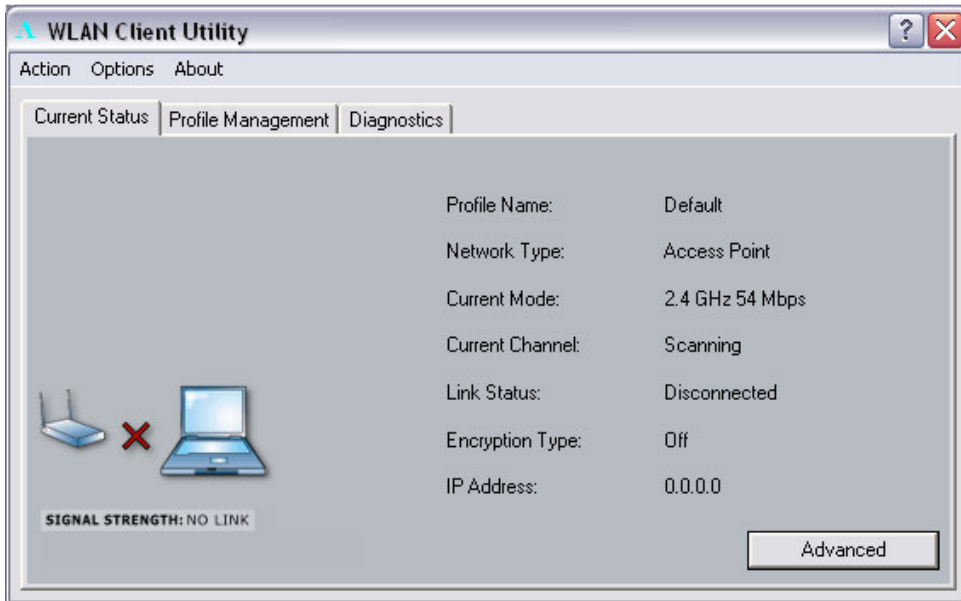 WLAN Client Utility
Action Options About
Current Status Profile Management Diagnostics
Profile Name: Default
Network Type: Access Point
Current Mode: 2.4 GHz 54 Mbps
Current Channel: Scanning
Link Status: Disconnected
Encryption Type: Off
IP Address: 0.0.0.0
SIGNAL STRENGTH: NO LINK
Advanced